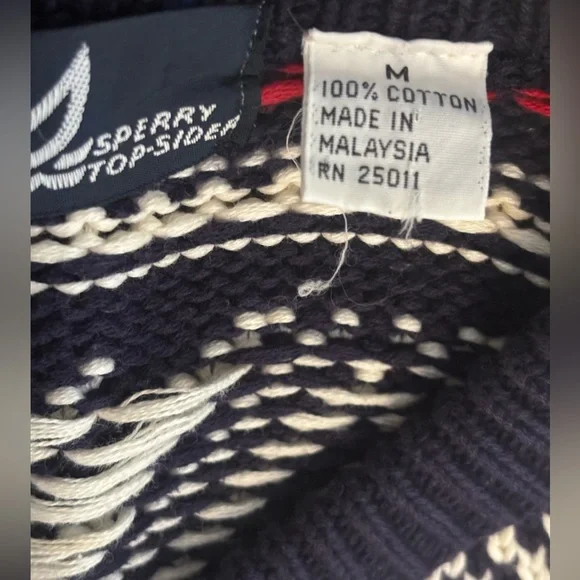 SPERRY
TOP-SIDER
M
100% COTTON
MADE IN
MALAYSIA
RN 25011